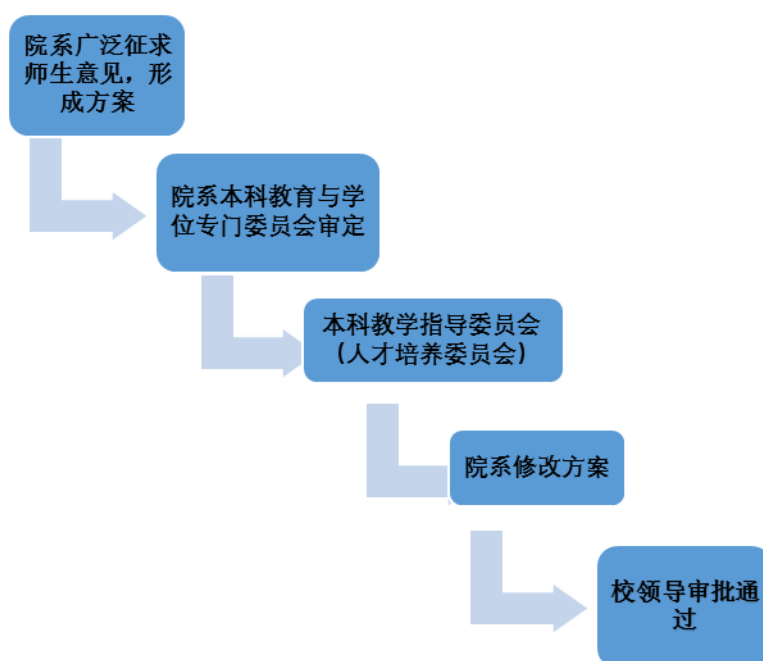 院系广泛征求
师生意见，形
成方案
院系本科教育与学
位专门委员会审定
本科教学指导委员会
（人才培养委员会）
院系修改方案
校领导审批通
过